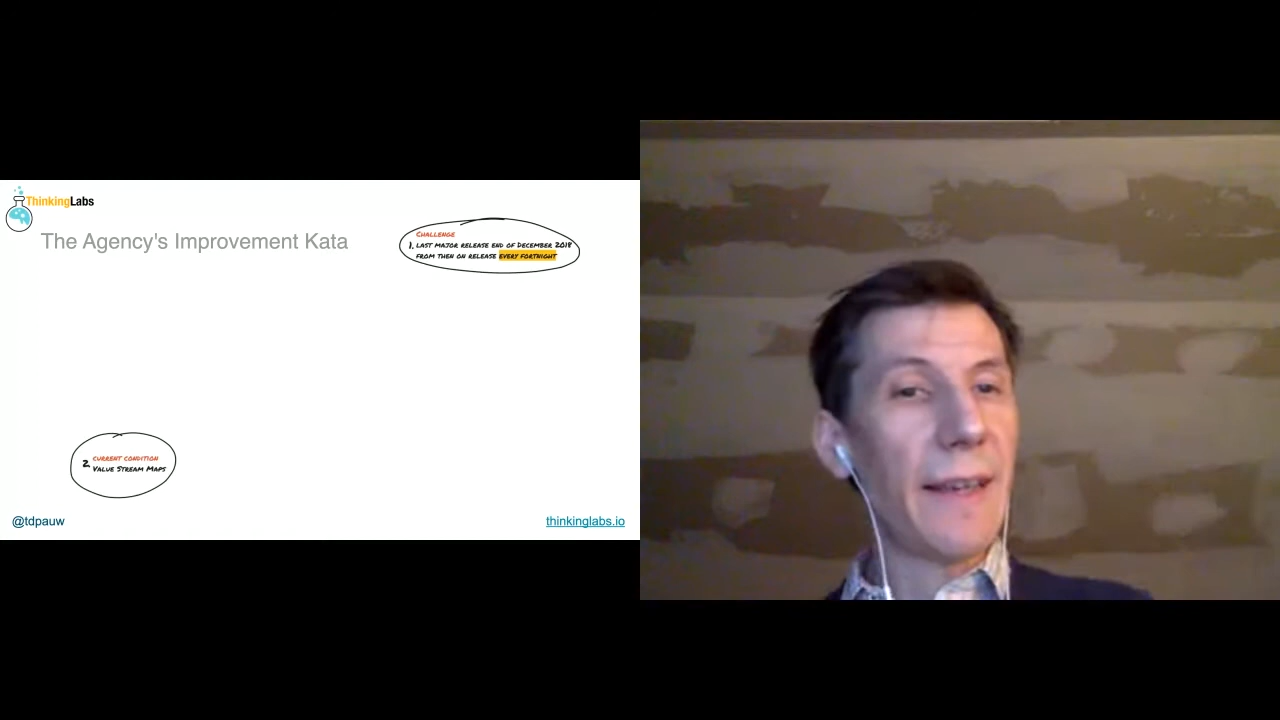 ThinkingLabs
The Agency's Improvement Kata
Challenge
1. Last major release end of December 2018
from then on release every fortnight
current condition
2. Value Stream Maps
@tdpauw
thinkinglabs.io